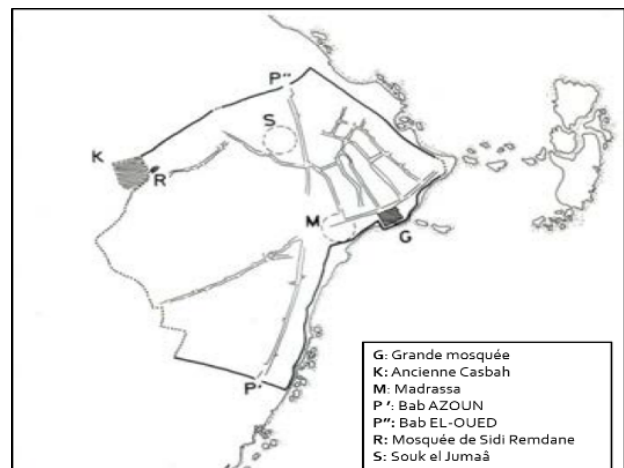 P"
S
K
R
M
G
P'
G: Grande mosquée
K: Ancienne Casbah
M: Madrassa
P ': Bab AZOUN
P": Bab EL-OUED
R: Mosquée de Sidi Remdane
S: Souk el Jumaâ